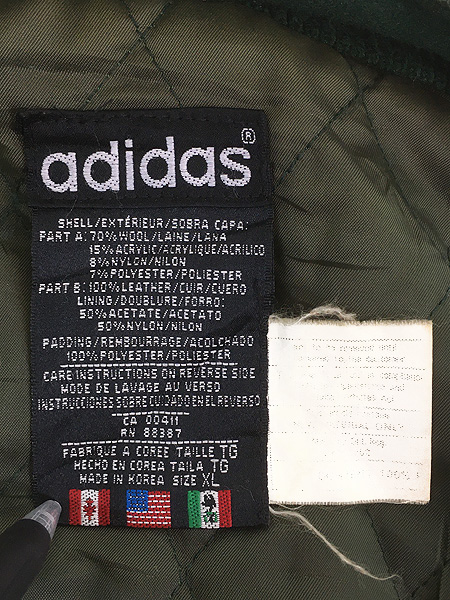 adidas®
SHELL/EXTÉRIEUR/SOBRA CAPA:
PART A: 70% WOOL/LAINE/LANA
15% ACRYLIC/ACRYLIQUE/ACRILICO
8% NYLON/NILON
7% POLYESTER/POLIESTER
PART B: 100% LEATHER/CUIR/CUERO
LINING/DOUBLURE/FORRO:
50% ACETATE/ACETATO
50% NYLON/NILON
PADDING/REMBOURRAGE/ACOLCHADO
100% POLYESTER/POLIESTER
CARE INSTRUCTIONS ON REVERSE SIDE
MODE DE LAVAGE AU VERSO
INSTRUCCIONES SOBRE CUIDADO EN EL REVERSO
CA 00411
RN 88387
FABRIQUE A COREE TAILLE TG
HECHO EN COREA TAILA TG
MADE IN KOREA SIZE XL